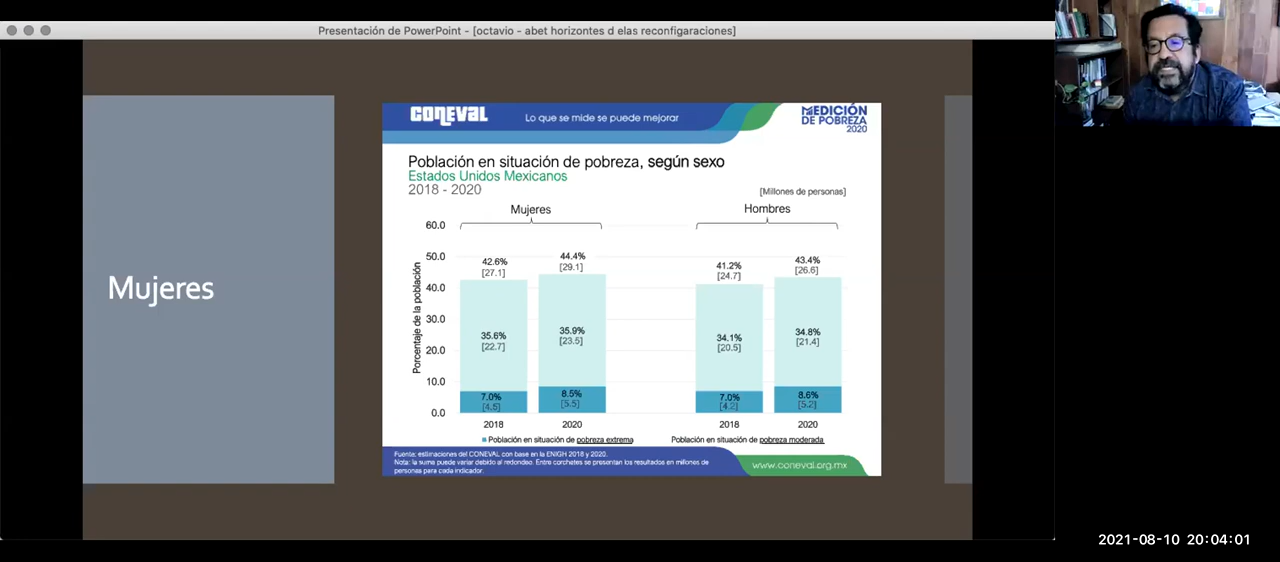 Presentación de PowerPoint - [octavio - abet horizontes d elas reconfigaraciones]
Mujeres
CONEVAL
Lo que se mide se puede mejorar
MEDICIÓN
DE POBREZA
2020
Población en situación de pobreza, según sexo
Estados Unidos Mexicanos
2018 - 2020
[Millones de personas]
Mujeres
Hombres
Porcentaje de la población
60.0
50.0
40.0
30.0
20.0
10.0
0.0
42.6%
[27.1]
44.4%
[29.1]
41.2%
[24.7]
43.4%
[26.6]
35.6%
[22.7]
35.9%
[23.5]
34.1%
[20.5]
34.8%
[21.4]
7.0%
[4.5]
8.5%
[5.5]
7.0%
[4.2]
8.6%
[5.2]
2018
2020
2018
2020
Población en situación de pobreza extrema
Población en situación de pobreza moderada
Fuente: estimaciones del CONEVAL con base en la ENIGH 2018 y 2020.
Nota: la suma puede variar debido al redondeo. Entre corchetes se presentan los resultados en millones de
personas para cada indicador.
www.coneval.org.mx
2021-08-10 20:04:01